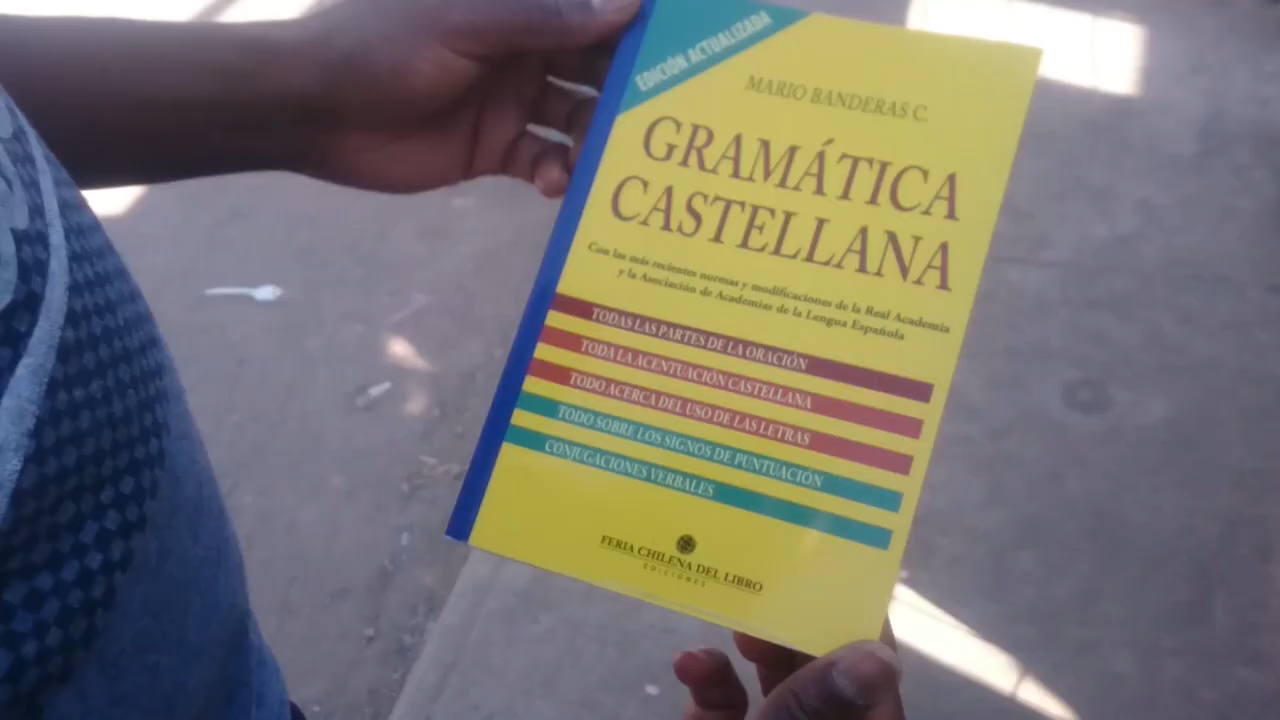 EDICIÓN ACTUALIZADA
MARIO BANDERAS C.
GRAMÁTICA
CASTELLANA
Con las más recientes normas y modificaciones de la Real Academia
y la Asociación de Academias de la Lengua Española
TODAS LAS PARTES DE LA ORACIÓN
TODA LA ACENTUACIÓN CASTELLANA
TODO ACERCA DEL USO DE LAS LETRAS
TODO SOBRE LOS SIGNOS DE PUNTUACIÓN
CONJUGACIONES VERBALES
FERIA CHILENA DEL LIBRO
EDICIONES